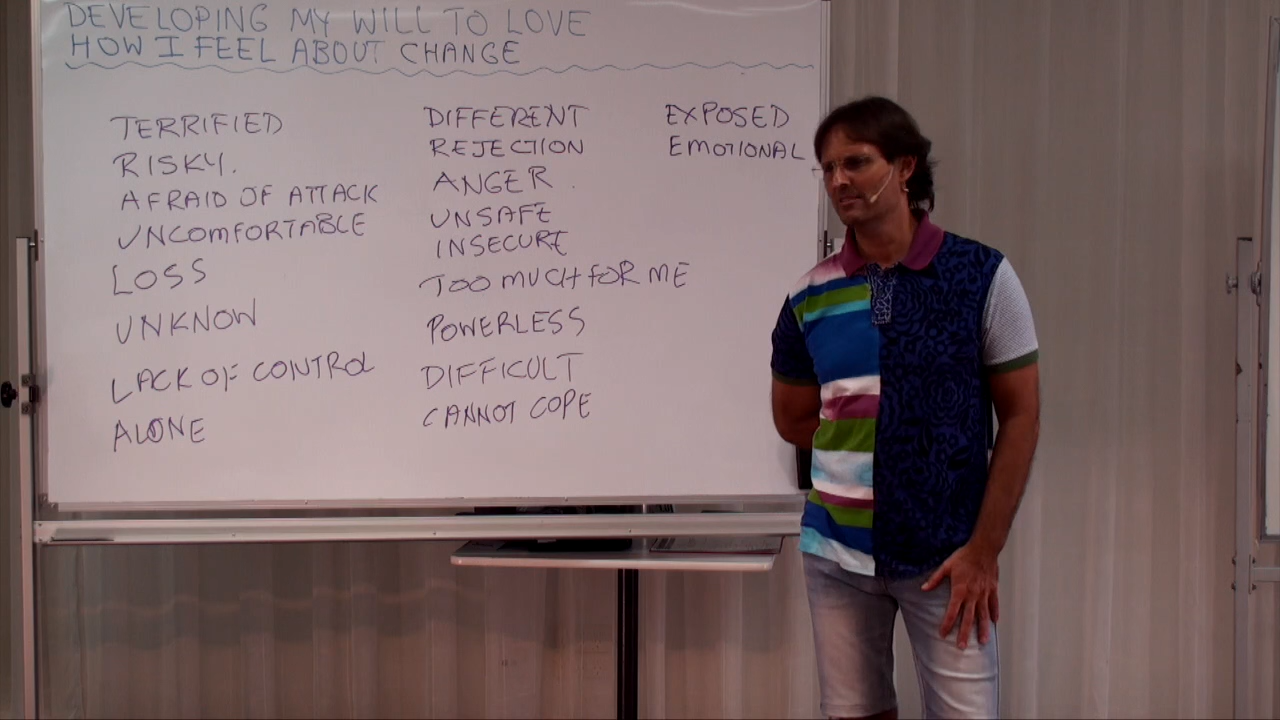 DEVELOPING MY WILL TO LOVE
HOW I FEEL ABOUT CHANGE
TERRIFIED
RISKY.
AFRAID OF ATTACK
UNCOMFORTABLE
LOSS
UNKNOW
LACK OF CONTROL
ALONE
DIFFERENT
REJECTION
ANGER
UNSAFE
INSECURE
TOO MUCH FOR ME
POWERLESS
DIFFICULT
CANNOT COPE
EXPOSED
EMOTIONAL